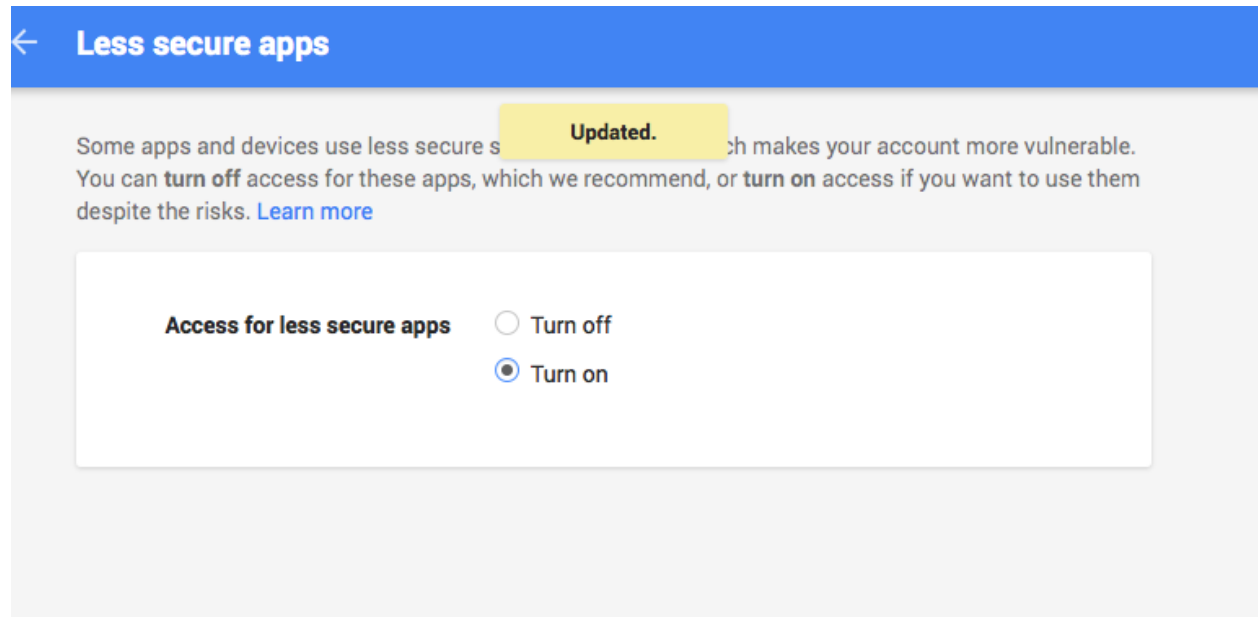 Less secure apps
Updated.
Some apps and devices use less secure ch makes your account more vulnerable.
You can turn off access for these apps, which we recommend, or turn on access if you want to use them
despite the risks. Learn more
Access for less secure apps
Turn off
Turn on